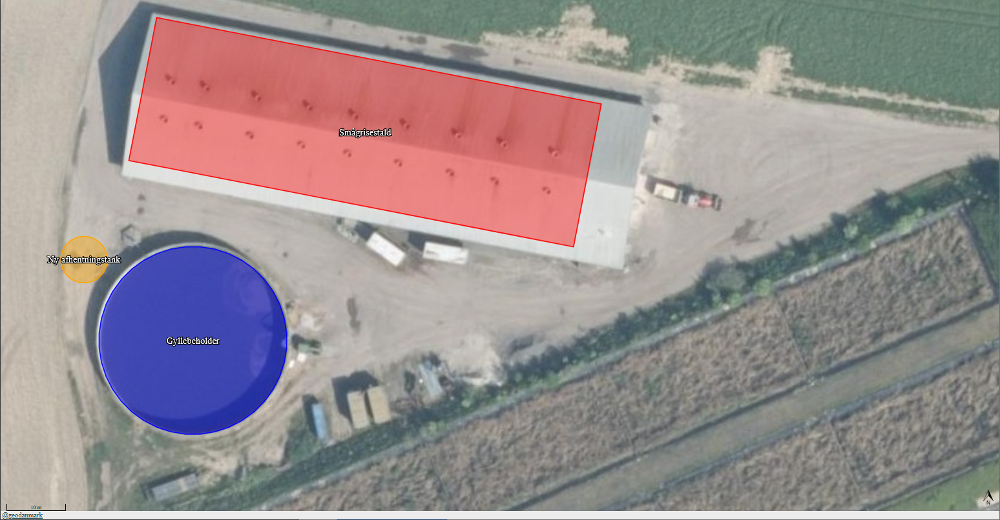 Smågrisestald
Ny afhentningstank
Gyllebeholder
10 m
N
@geodanmark